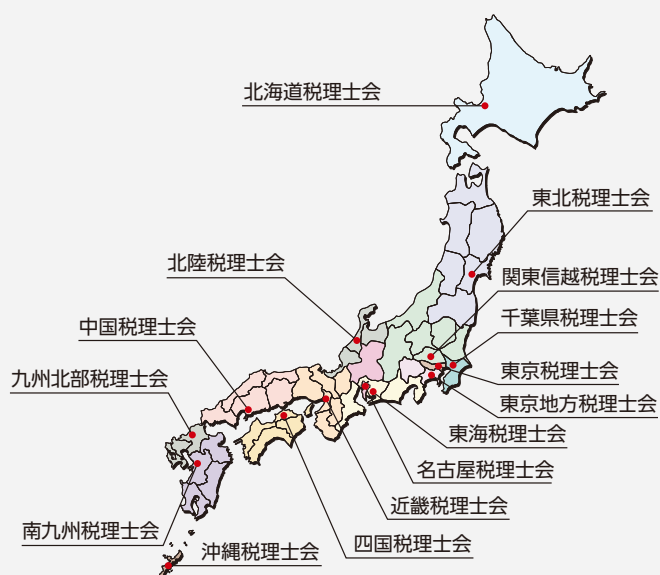 北海道税理士会
東北税理士会
北陸税理士会
関東信越税理士会
中国税理士会
千葉県税理士会
九州北部税理士会
東京税理士会
東京地方税理士会
東海税理士会
名古屋税理士会
近畿税理士会
南九州税理士会
沖縄税理士会
四国税理士会